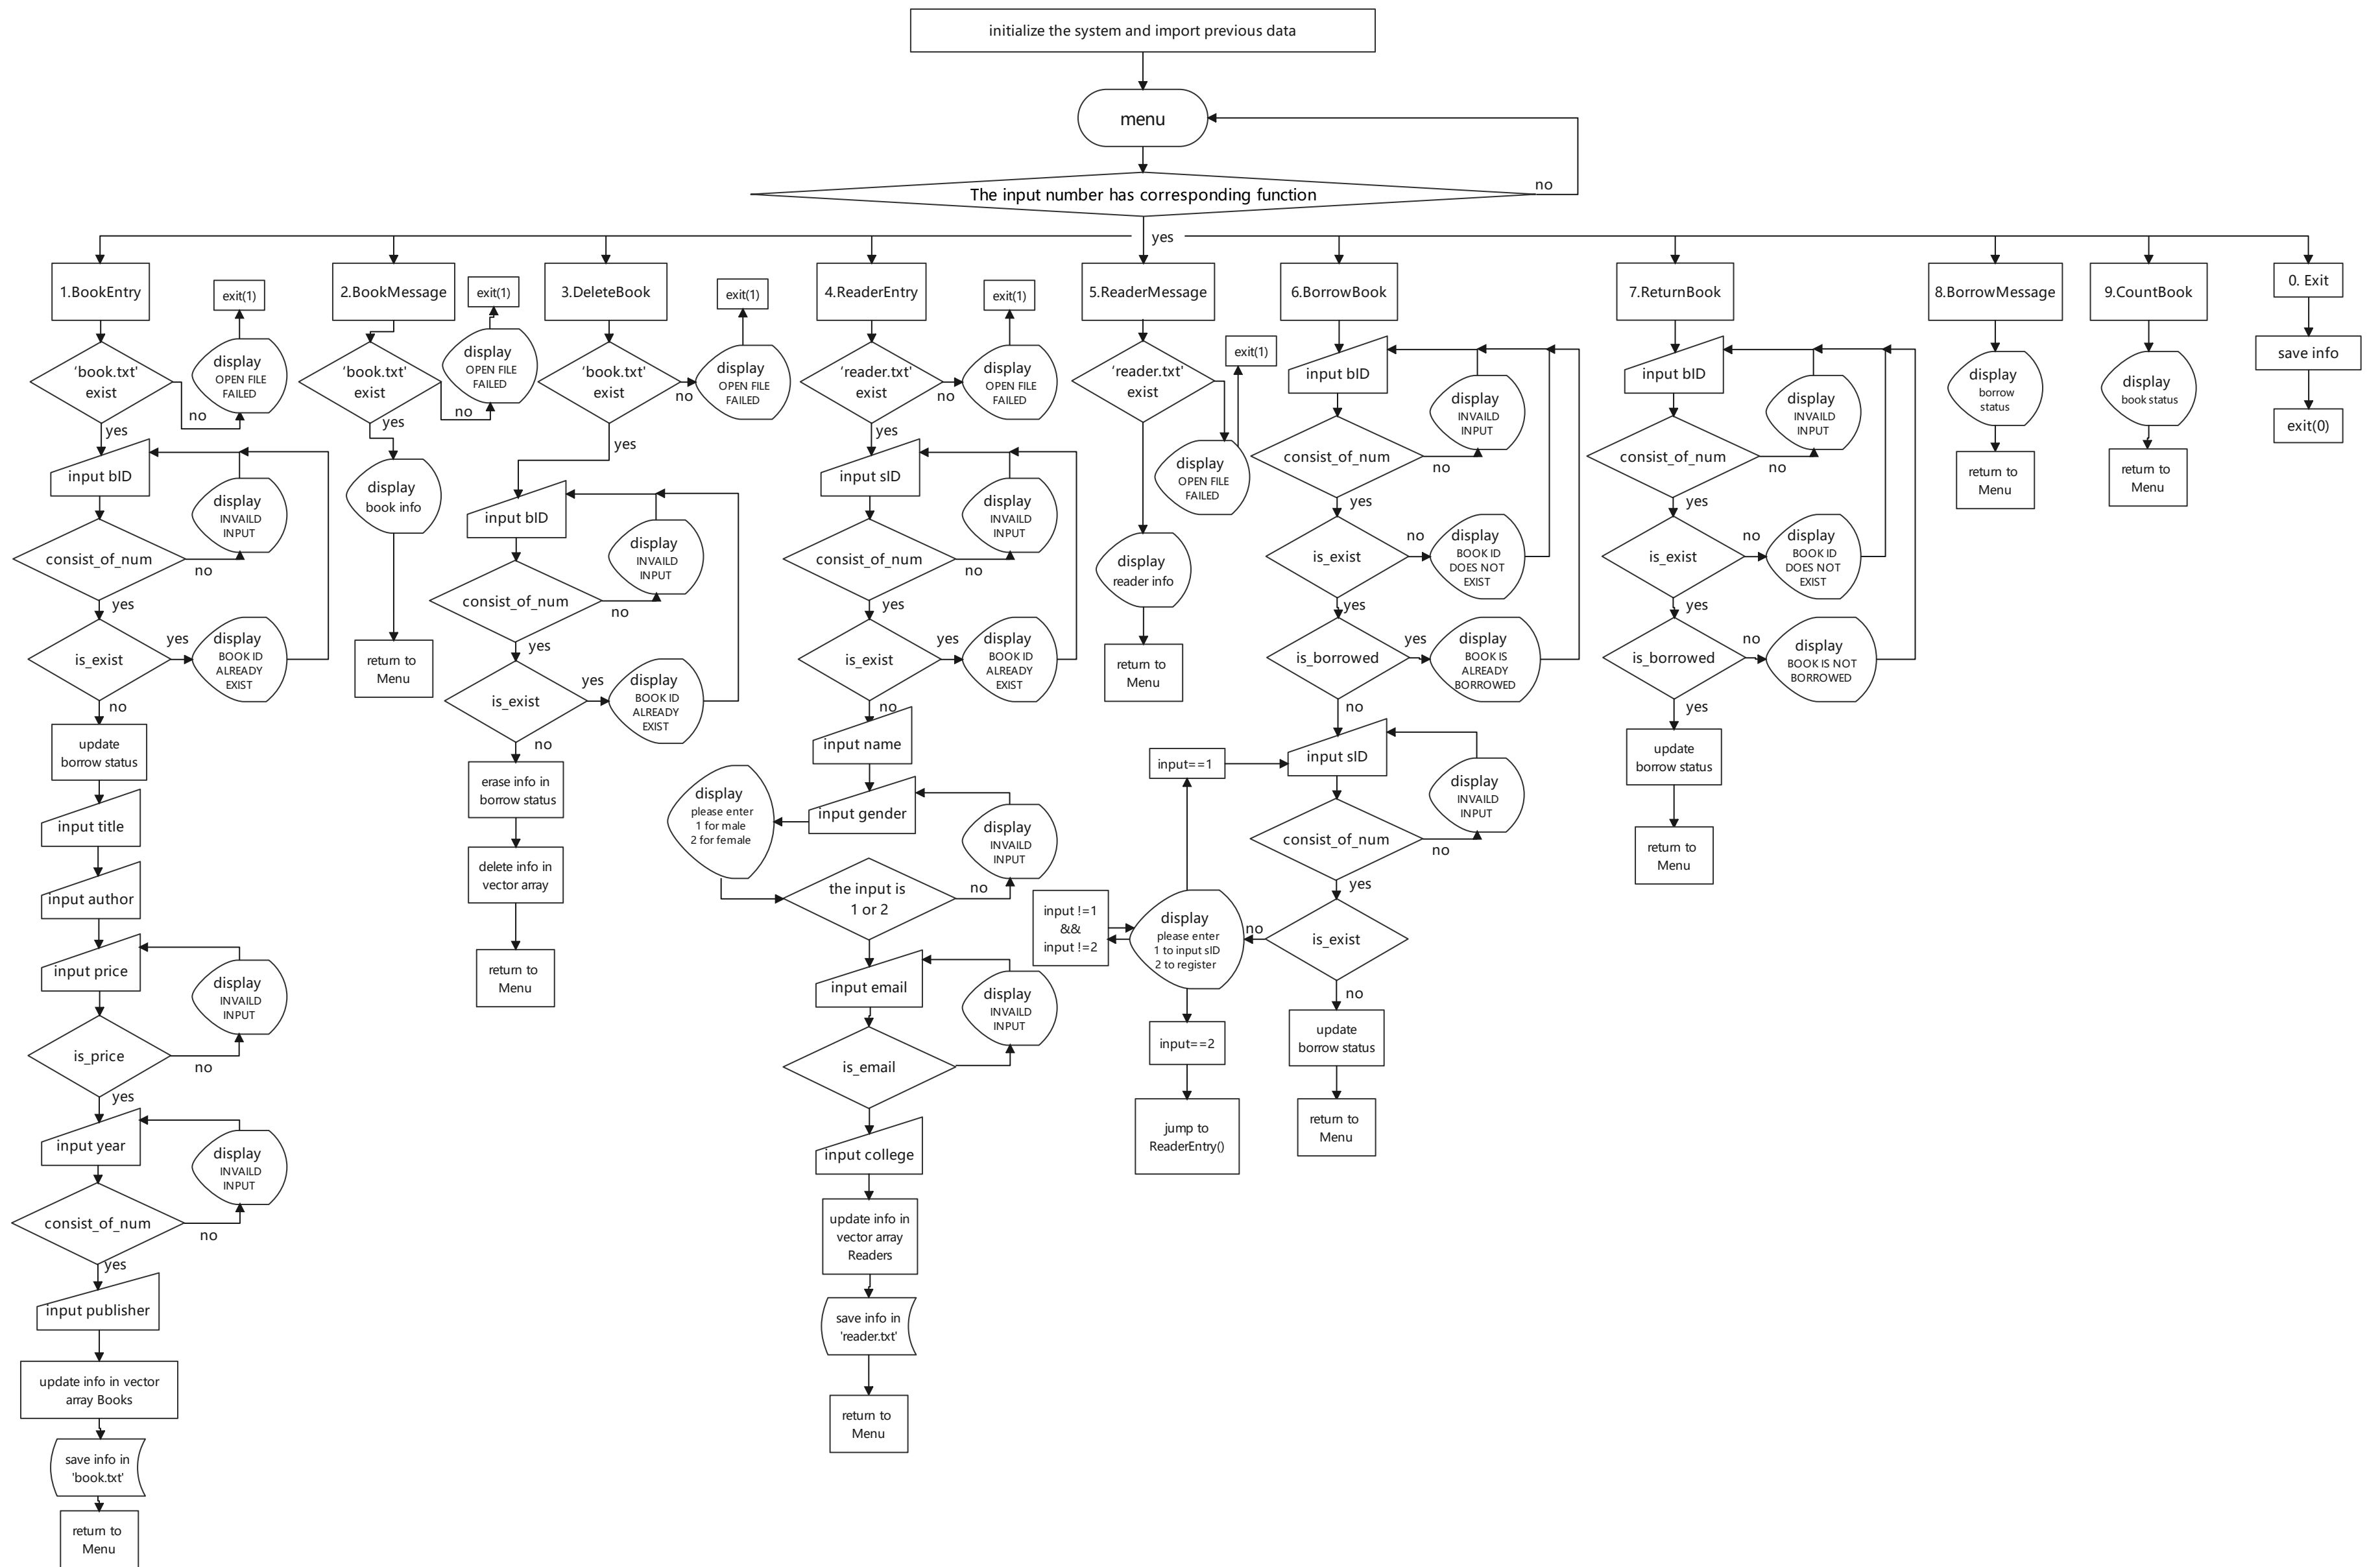 initialize the system and import previous data
menu
The input number has corresponding function
no
yes
1.BookEntry
exit(1)
‘book.txt'
exist
display
OPEN FILE
FAILED
no
yes
input bID
display
INVAILD
INPUT
consist_of_num
no
yes
is_exist
yes
display
BOOK ID
ALREADY
EXIST
no
update
borrow status
input title
input author
input price
display
INVAILD
INPUT
is_price
no
yes
input year
display
INVAILD
INPUT
consist_of_num
no
yes
input publisher
update info in vector
array Books
save info in
'book.txt'
return to
Menu
2.BookMessage
exit(1)
‘book.txt'
exist
display
OPEN FILE
FAILED
no
yes
display
book info
return to
Menu
3.DeleteBook
exit(1)
‘book.txt'
exist
display
OPEN FILE
FAILED
no
yes
input bID
display
INVAILD
INPUT
consist_of_num
no
yes
is_exist
yes
display
BOOK ID
ALREADY
EXIST
no
erase info in
borrow status
delete info in
vector array
return to
Menu
4.ReaderEntry
exit(1)
‘reader.txt'
exist
display
OPEN FILE
FAILED
no
yes
input sID
display
INVAILD
INPUT
consist_of_num
no
yes
is_exist
yes
display
BOOK ID
ALREADY
EXIST
no
input name
input gender
display
please enter
1 for male
2 for female
display
INVAILD
INPUT
the input is
1 or 2
no
input email
display
INVAILD
INPUT
is_email
input college
update info in
vector array
Readers
save info in
'reader.txt'
return to
Menu
5.ReaderMessage
exit(1)
‘reader.txt'
exist
display
OPEN FILE
FAILED
display
reader info
return to
Menu
6.BorrowBook
input bID
display
INVAILD
INPUT
consist_of_num
no
yes
is_exist
no
display
BOOK ID
DOES NOT
EXIST
yes
is_borrowed
yes
display
BOOK IS
ALREADY
BORROWED
no
input==1
input sID
display
INVAILD
INPUT
consist_of_num
no
yes
input !=1
&&
input !=2
display
please enter
1 to input sID
2 to register
no
is_exist
no
input==2
update
borrow status
jump to
ReaderEntry()
return to
Menu
7.ReturnBook
input bID
display
INVAILD
INPUT
consist_of_num
no
yes
is_exist
no
display
BOOK ID
DOES NOT
EXIST
yes
is_borrowed
no
display
BOOK IS NOT
BORROWED
yes
update
borrow status
return to
Menu
8.BorrowMessage
display
borrow
status
return to
Menu
9.CountBook
display
book status
return to
Menu
0. Exit
save info
exit(0)